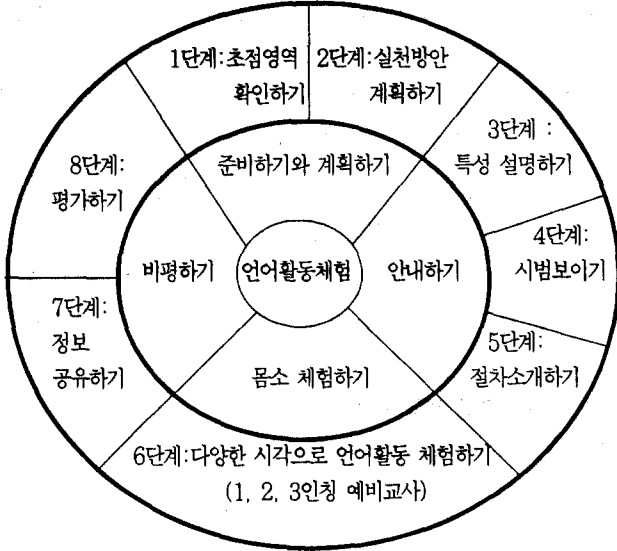 1단계:초점영역
확인하기
2단계:실천방안
계획하기
3단계 :
특성 설명하기
4단계:
시범보이기
5단계:
절차소개하기
6단계:다양한 시각으로 언어활동 체험하기
(1, 2, 3인칭 예비교사)
7단계:
정보
공유하기
8단계:
평가하기
준비하기와 계획하기
안내하기
몸소 체험하기
비평하기
언어활동체험